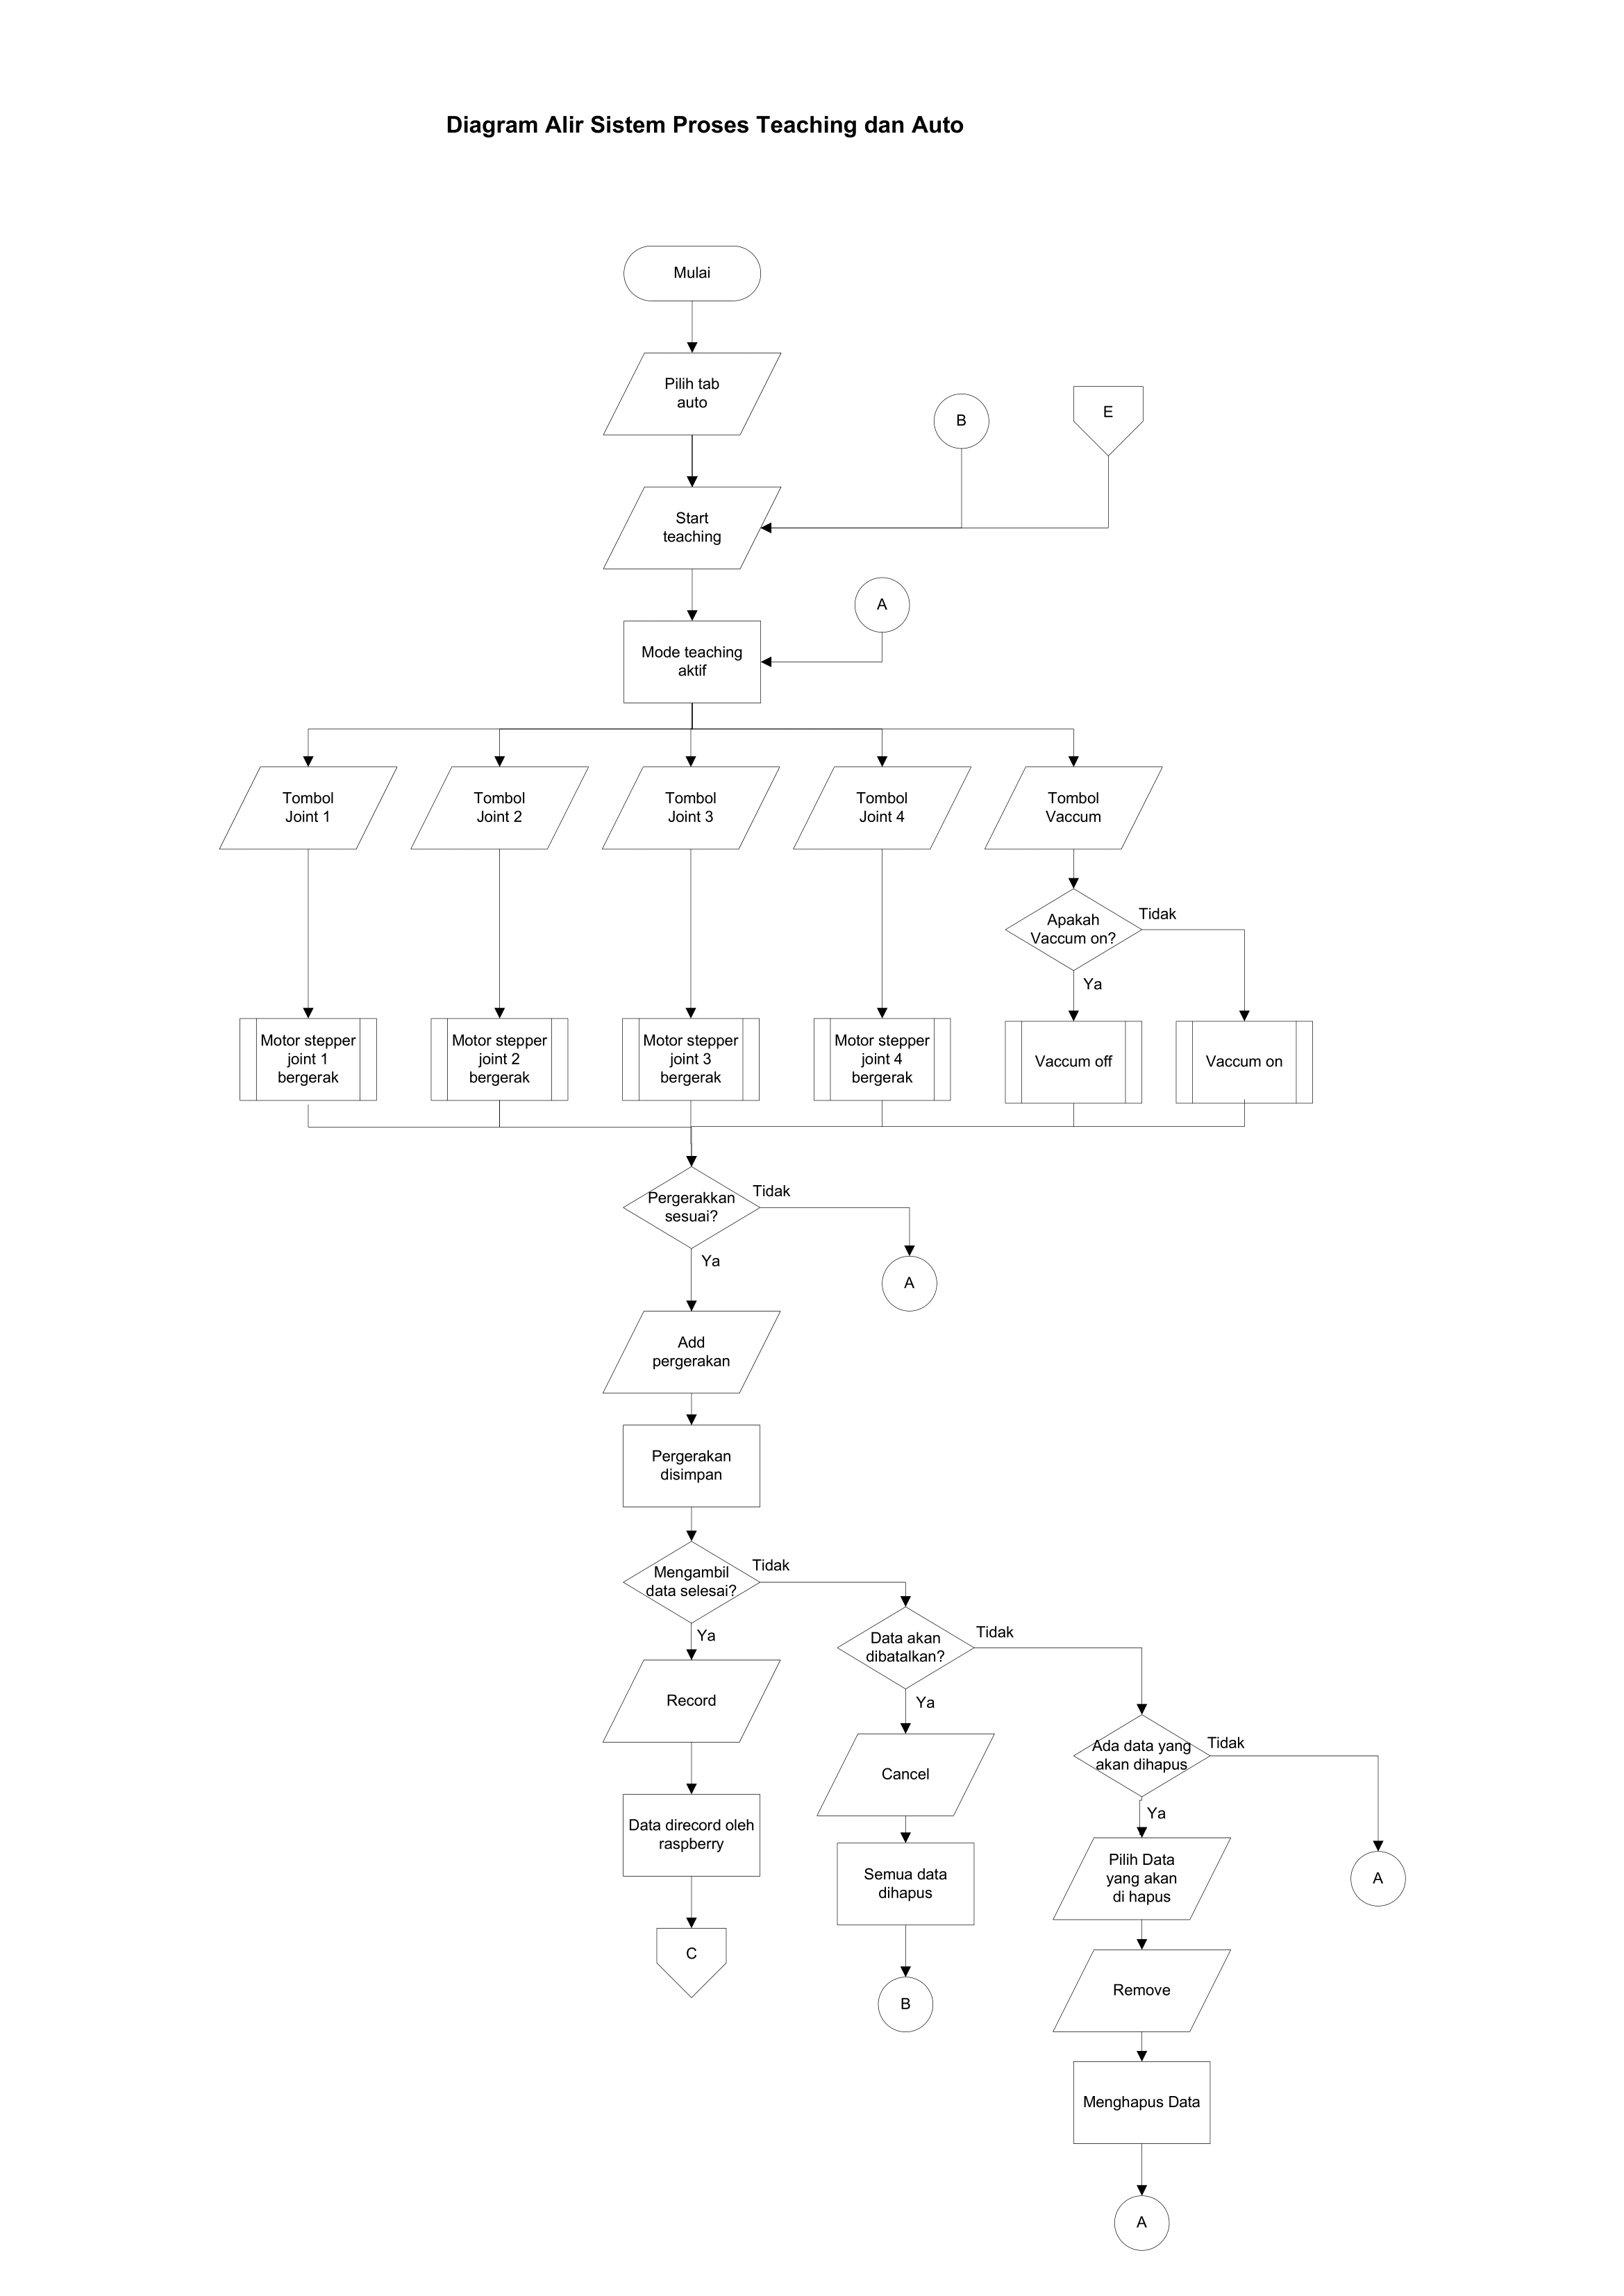 Diagram Alir Sistem Proses Teaching dan Auto
Mulai
Pilih tab
auto
B
E
Start
teaching
A
Mode teaching
aktif
Tombol
Joint 1
Tombol
Joint 2
Tombol
Joint 3
Tombol
Joint 4
Tombol
Vaccum
Apakah
Vaccum on?
Tidak
Ya
Motor stepper
joint 1
bergerak
Motor stepper
joint 2
bergerak
Motor stepper
joint 3
bergerak
Motor stepper
joint 4
bergerak
Vaccum off
Vaccum on
Pergerakkan
sesuai?
Tidak
Ya
A
Add
pergerakan
Pergerakan
disimpan
Mengambil
data selesai?
Tidak
Ya
Data akan
dibatalkan?
Tidak
Ya
Record
Ada data yang
akan dihapus
Tidak
Ya
Cancel
Data direcord oleh
raspberry
Semua data
dihapus
Pilih Data
yang akan
di hapus
A
C
B
Remove
Menghapus Data
A